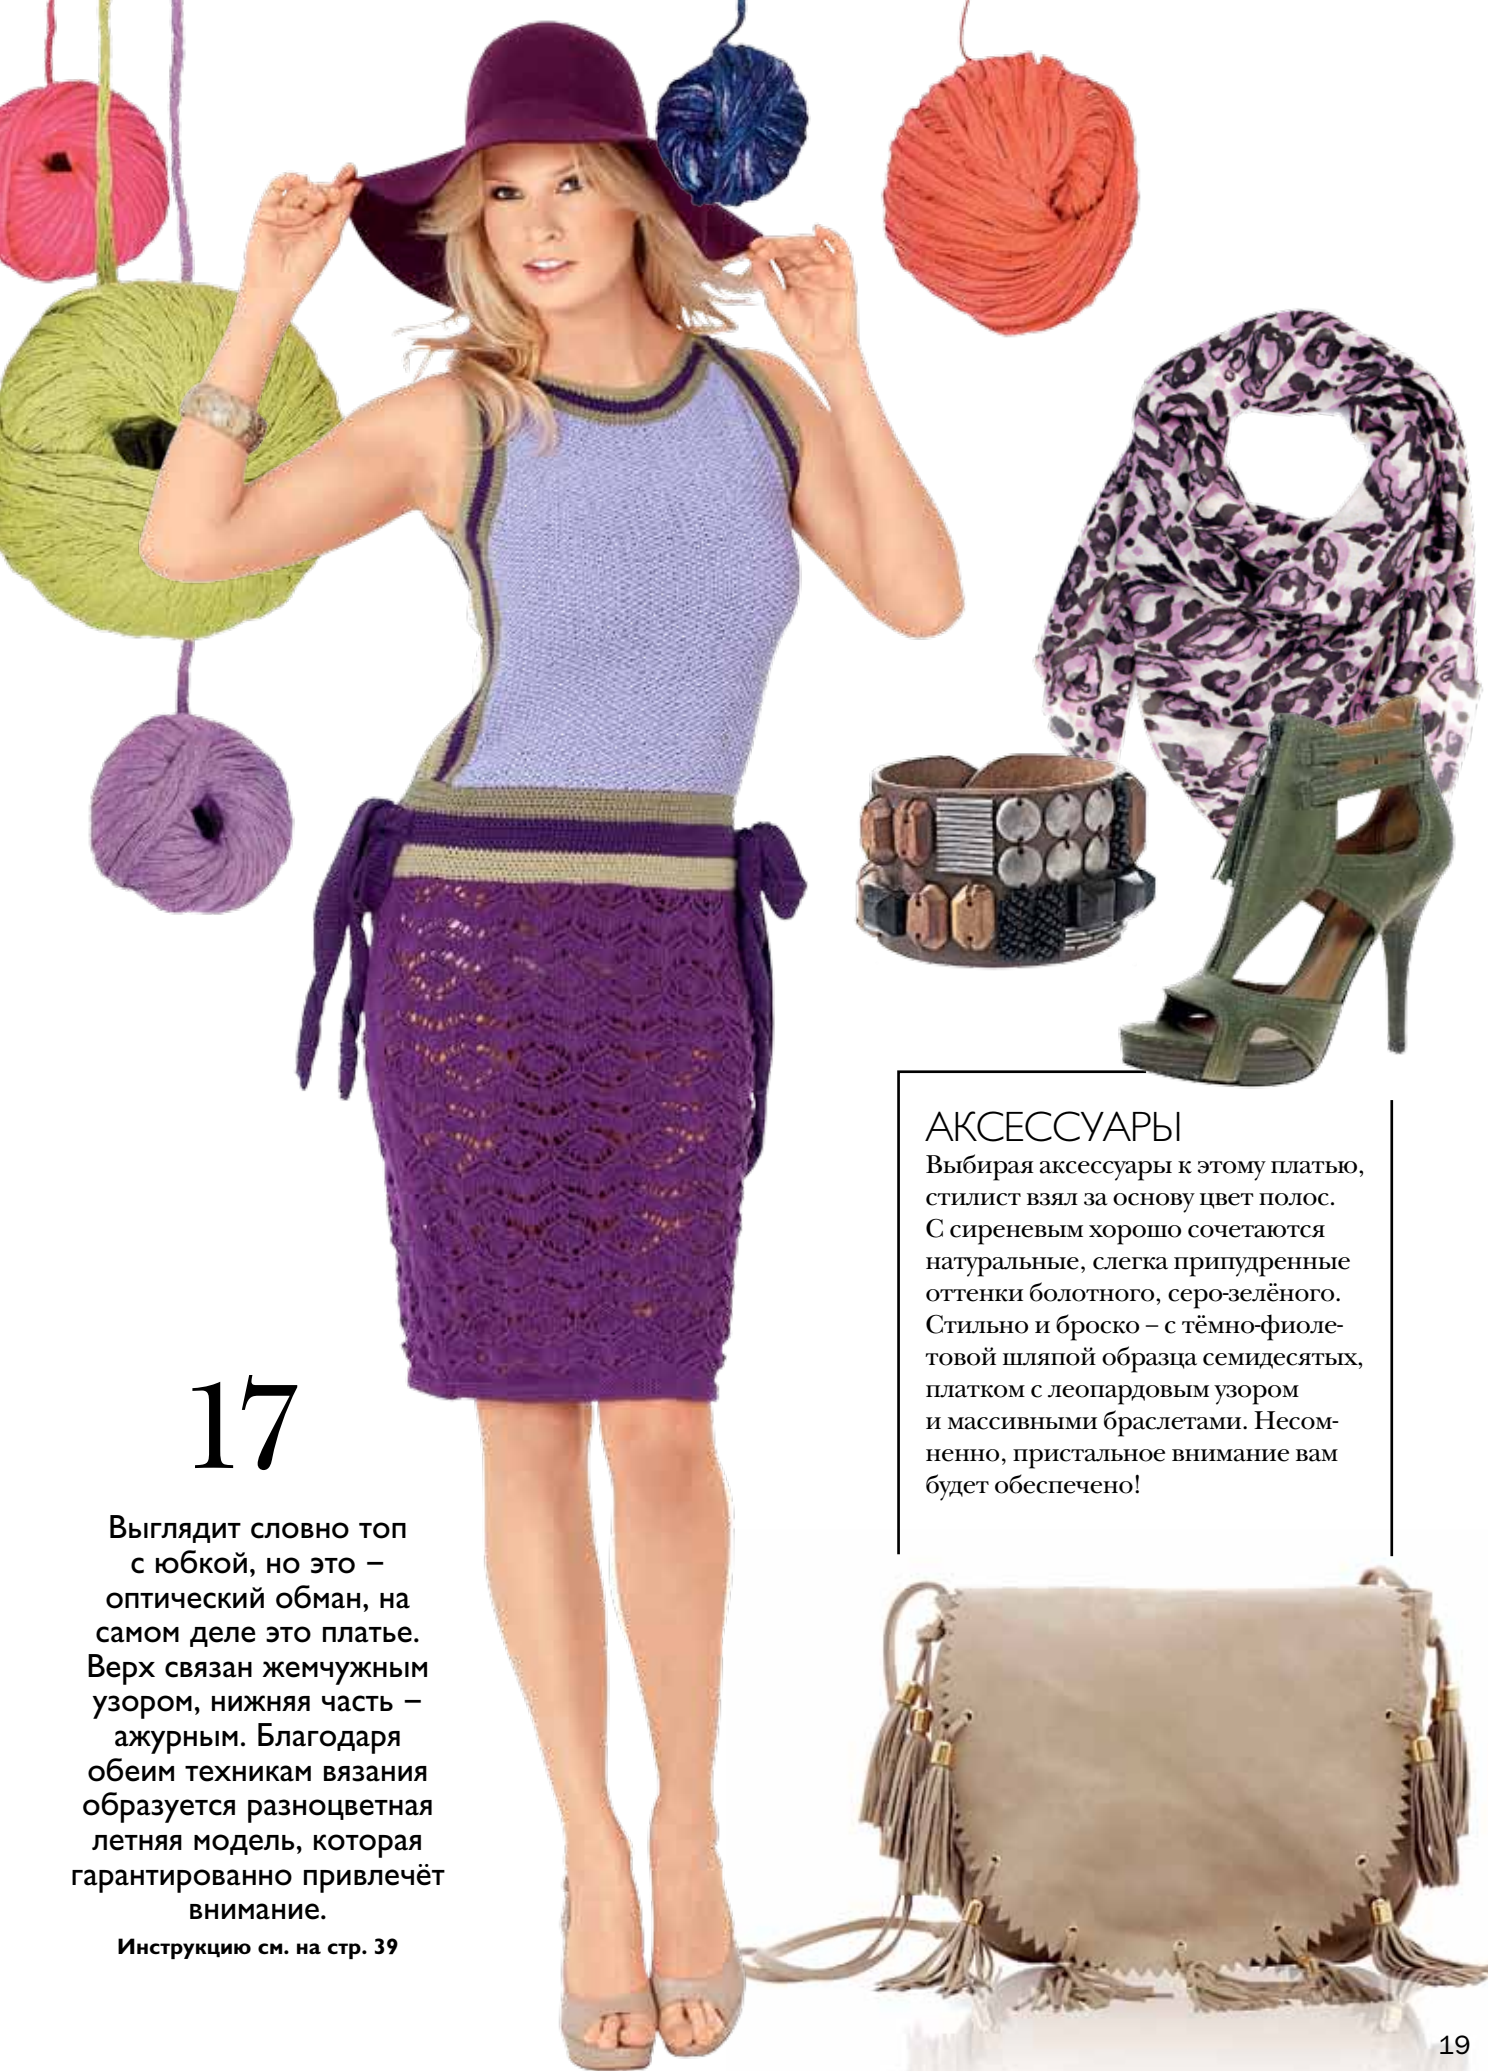 АКСЕССУАРЫ
Выбирая аксессуары к этому платью,
стилист взял за основу цвет полос.
С сиреневым хорошо сочетаются
натуральные, слегка припудренные
оттенки болотного, серо-зелёного.
Стильно и броско – с тёмно-фиоле-
товой шляпой образца семидесятых,
платком с леопардовым узором
и массивными браслетами. Несом-
ненно, пристальное внимание вам
будет обеспечено!
17
Выглядит словно топ
с юбкой, но это –
оптический обман, на
самом деле это платье.
Верх связан жемчужным
узором, нижняя часть –
ажурным. Благодаря
обеим техникам вязания
образуется разноцветная
летняя модель, которая
гарантированно привлечёт
внимание.
Инструкцию см. на стр. 39
19